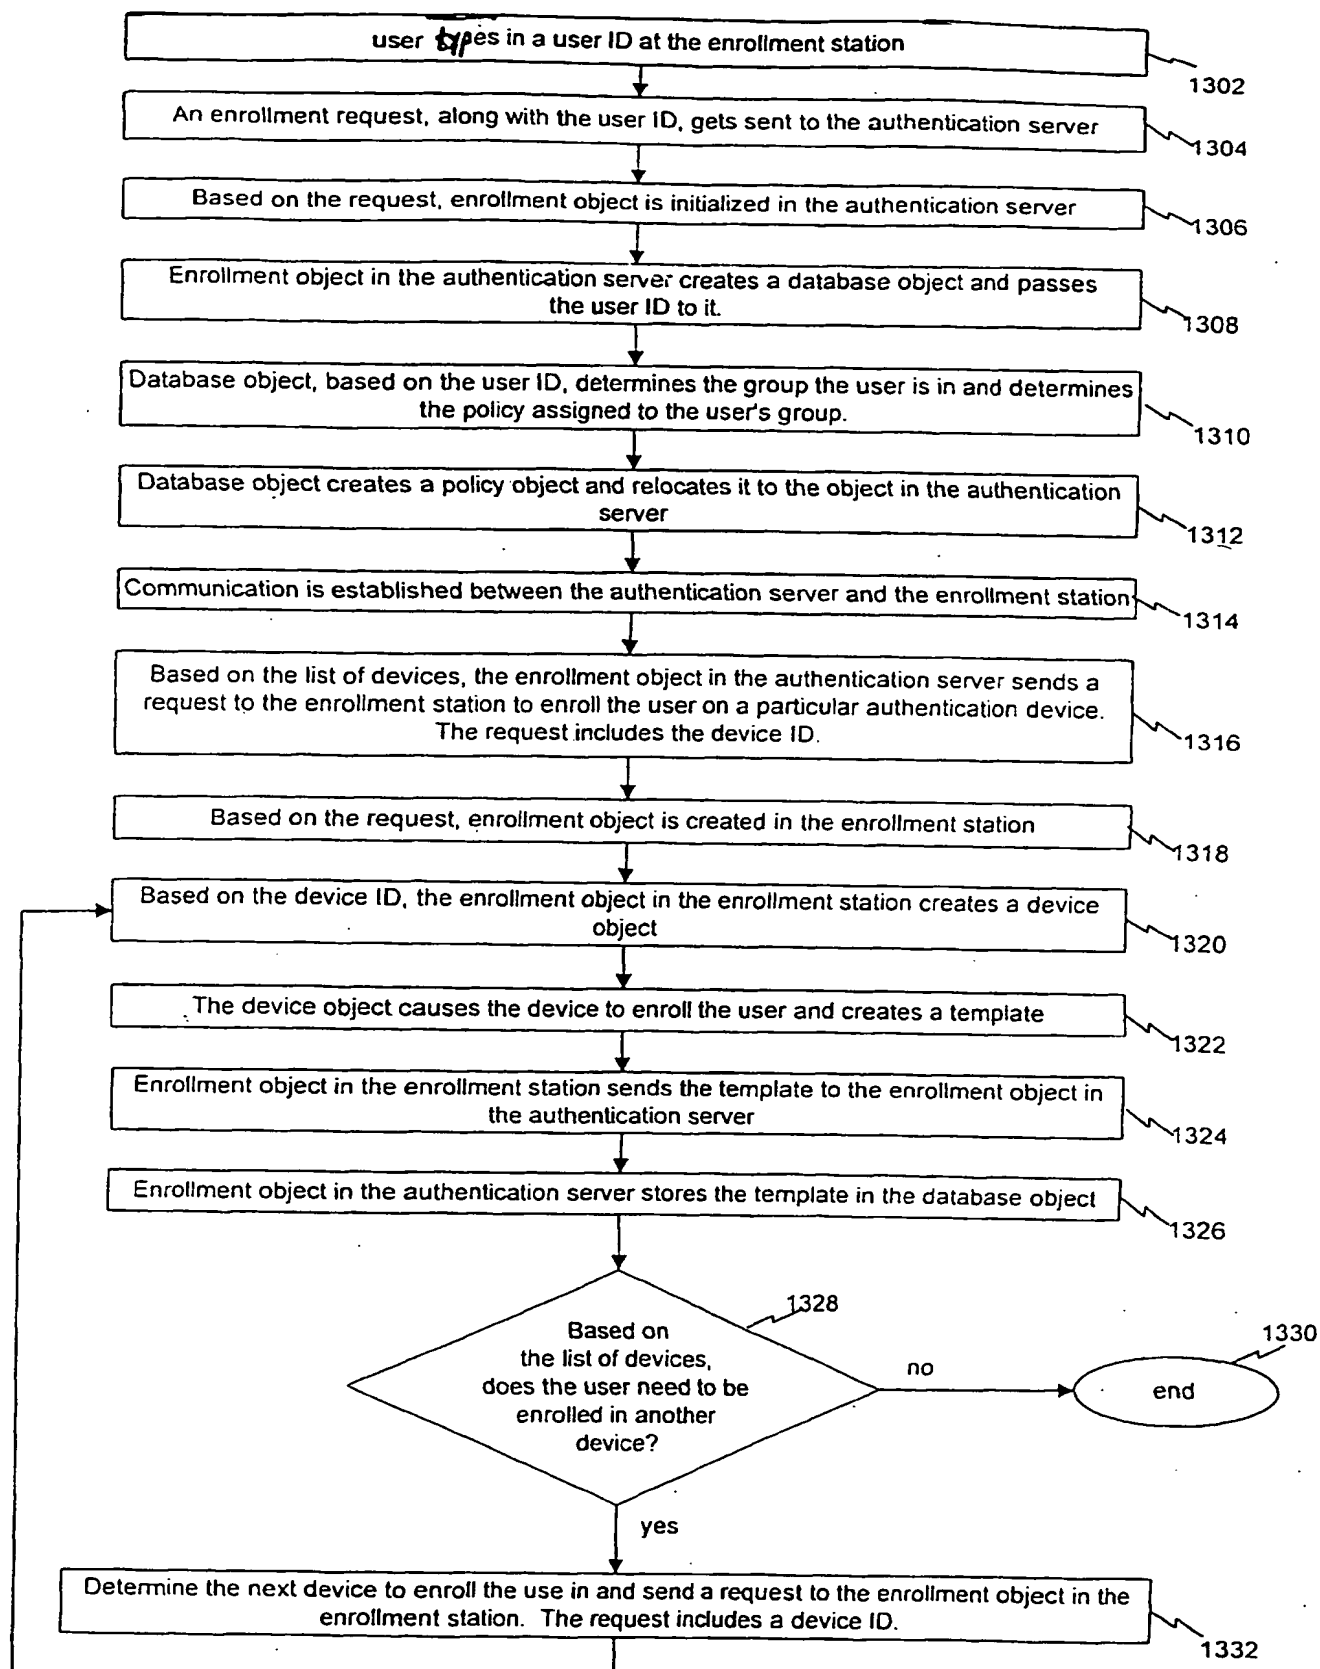 user types in a user ID at the enrollment station
1302
An enrollment request, along with the user ID, gets sent to the authentication server
1304
Based on the request, enrollment object is initialized in the authentication server
1306
Enrollment object in the authentication server creates a database object and passes
the user ID to it.
1308
Database object, based on the user ID, determines the group the user is in and determines
the policy assigned to the user's group.
1310
Database object creates a policy object and relocates it to the object in the authentication
server
1312
Communication is established between the authentication server and the enrollment station
1314
Based on the list of devices, the enrollment object in the authentication server sends a
request to the enrollment station to enroll the user on a particular authentication device.
The request includes the device ID.
1316
Based on the request, enrollment object is created in the enrollment station
1318
Based on the device ID, the enrollment object in the enrollment station creates a device
object
1320
The device object causes the device to enroll the user and creates a template
1322
Enrollment object in the enrollment station sends the template to the enrollment object in
the authentication server
1324
Enrollment object in the authentication server stores the template in the database object
1326
1328
Based on
the list of devices,
does the user need to be
enrolled in another
device?
no
1330
end
yes
Determine the next device to enroll the use in and send a request to the enrollment object in the
enrollment station. The request includes a device ID.
1332